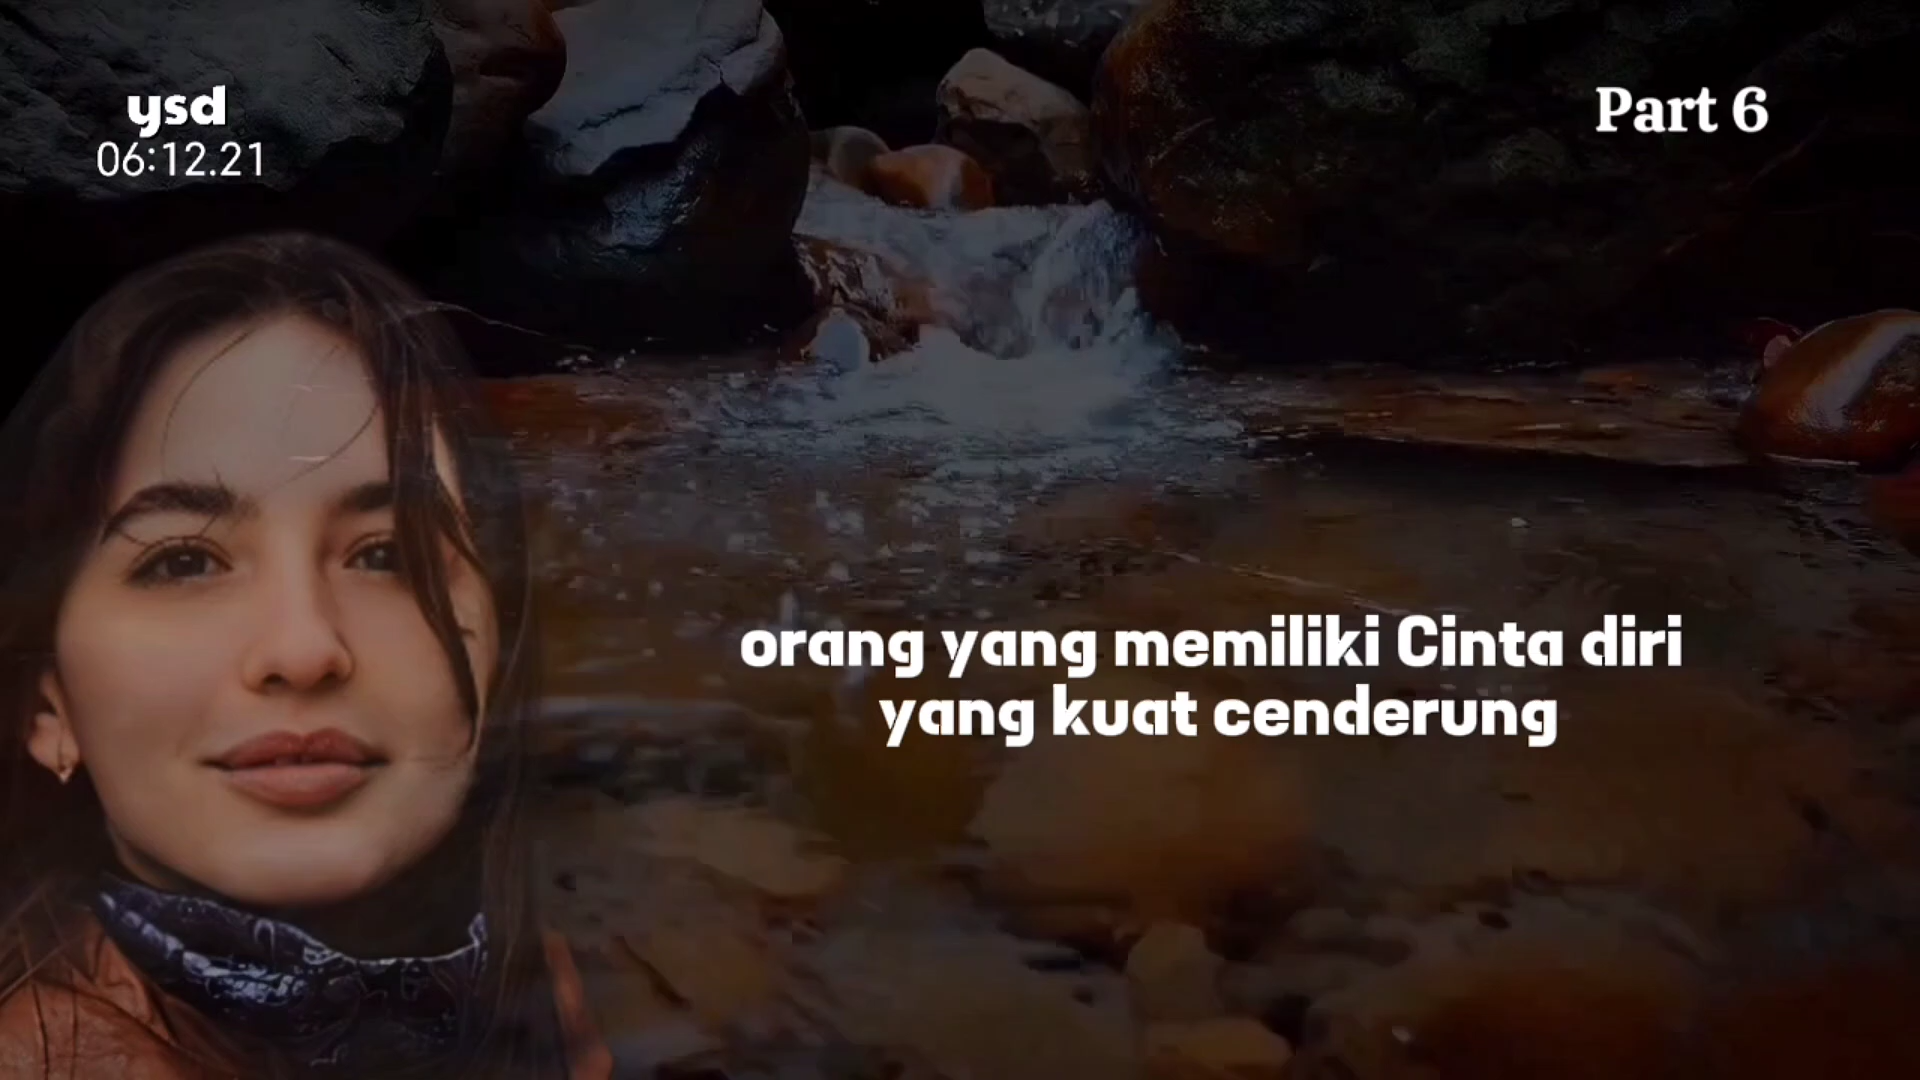 ysd
06:12.21
Part 6
orang yang memiliki Cinta diri
yang kuat cenderung